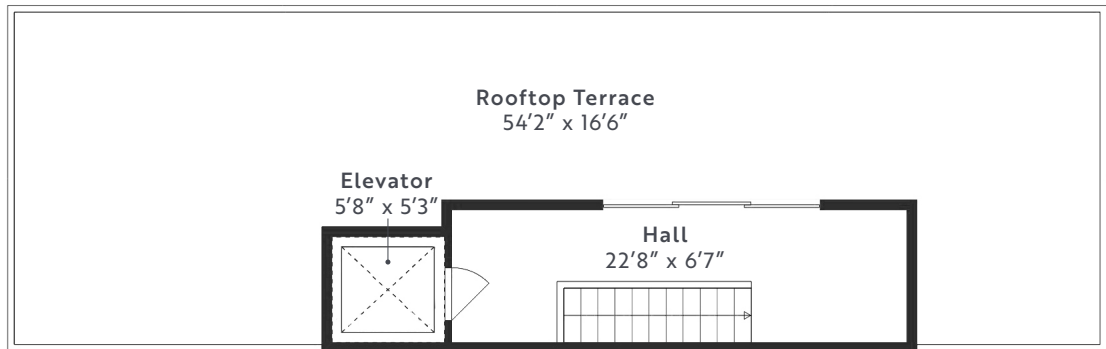 Rooftop Terrace
54′2″ x 16′6″
Elevator
5′8″ x 5′3″
Hall
22′8″ x 6′7″